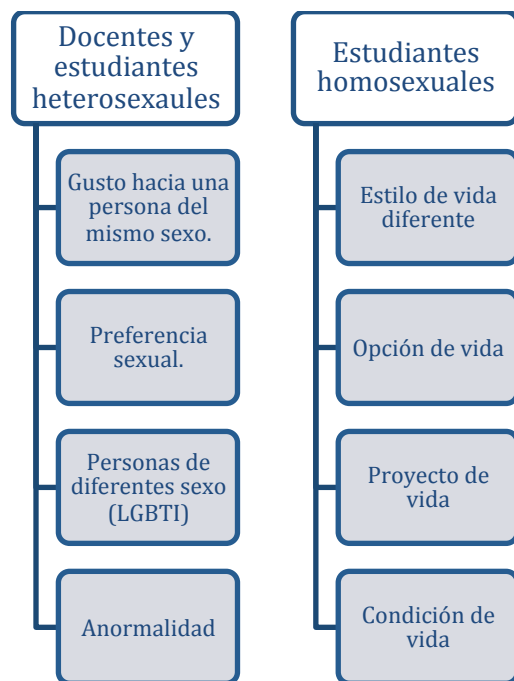 Docentes y
estudiantes
heterosexaules
Gusto hacia una
persona del
mismo sexo.
Preferencia
sexual.
Personas de
diferentes sexo
(LGBTI)
Anormalidad
Estudiantes
homosexuales
Estilo de vida
diferente
Opción de vida
Proyecto de
vida
Condición de
vida